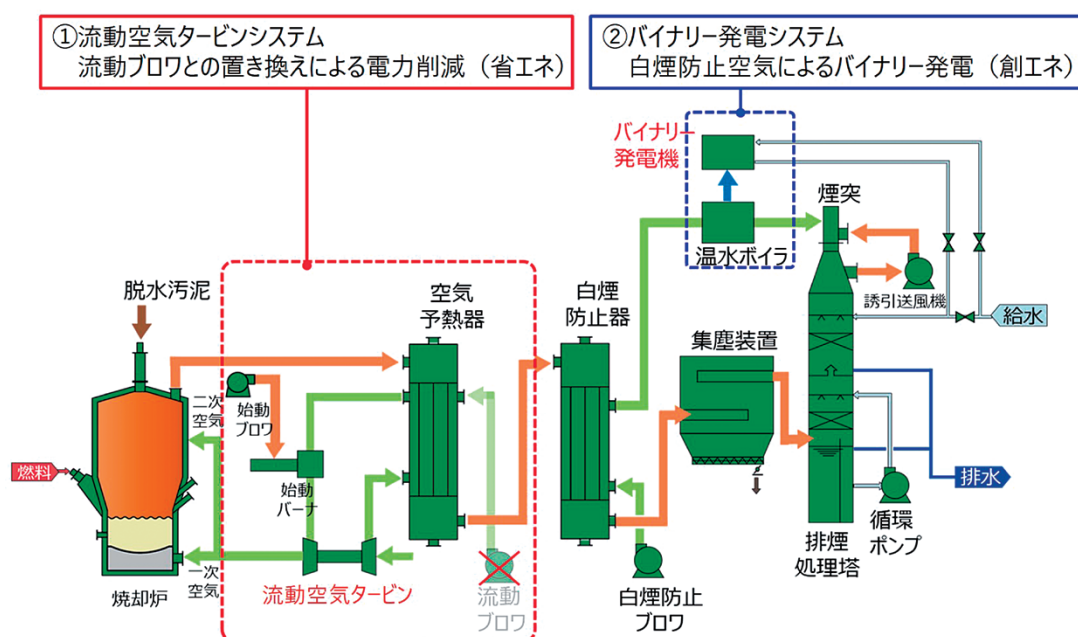 ①流動空気タービンシステム
流動ブロワとの置き換えによる電力削減（省エネ）
②バイナリー発電システム
白煙防止空気によるバイナリー発電（創エネ）
バイナリー
発電機
煙突
温水ボイラ
誘引送風機
給水
脱水汚泥
空気
予熱器
白煙
防止器
集塵装置
二次
空気
始動
ブロワ
燃料
始動
バーナ
排水
循環
ポンプ
一次
空気
焼却炉
流動空気タービン
流動
ブロワ
白煙防止
ブロワ
排煙
処理塔